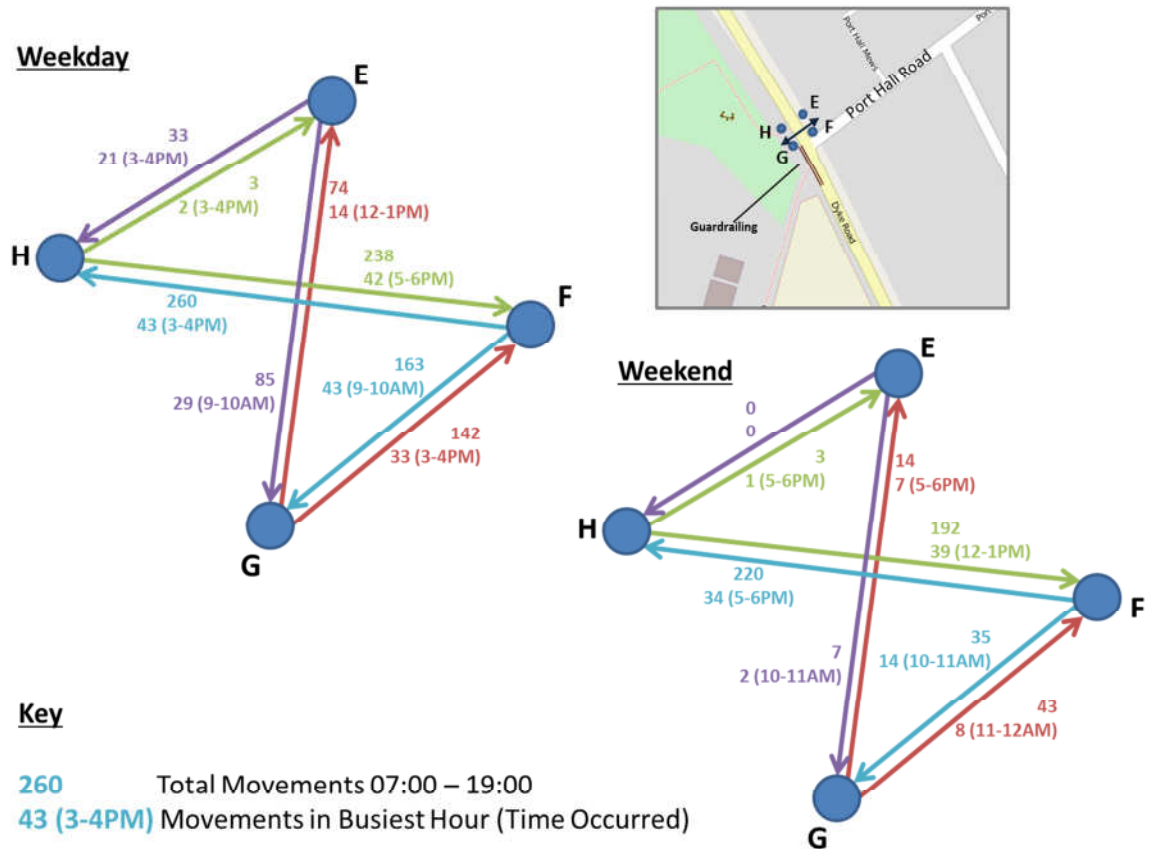 Weekday
E
33
21 (3-4PM)
3
2 (3-4PM)
74
14 (12-1PM)
H
238
42 (5-6PM)
F
260
43 (3-4PM)
85
29 (9-10AM)
163
43 (9-10AM)
142
33 (3-4PM)
G
Port Hall Mews
Port
Port Hall Road
E
H
F
G
Guardrailing
Dyke Road
Weekend
E
0
0
3
1 (5-6PM)
14
7 (5-6PM)
H
192
39 (12-1PM)
220
34 (5-6PM)
F
7
2 (10-11AM)
35
14 (10-11AM)
43
8 (11-12AM)
G
Key
260 Total Movements 07:00 – 19:00
43 (3-4PM) Movements in Busiest Hour (Time Occurred)